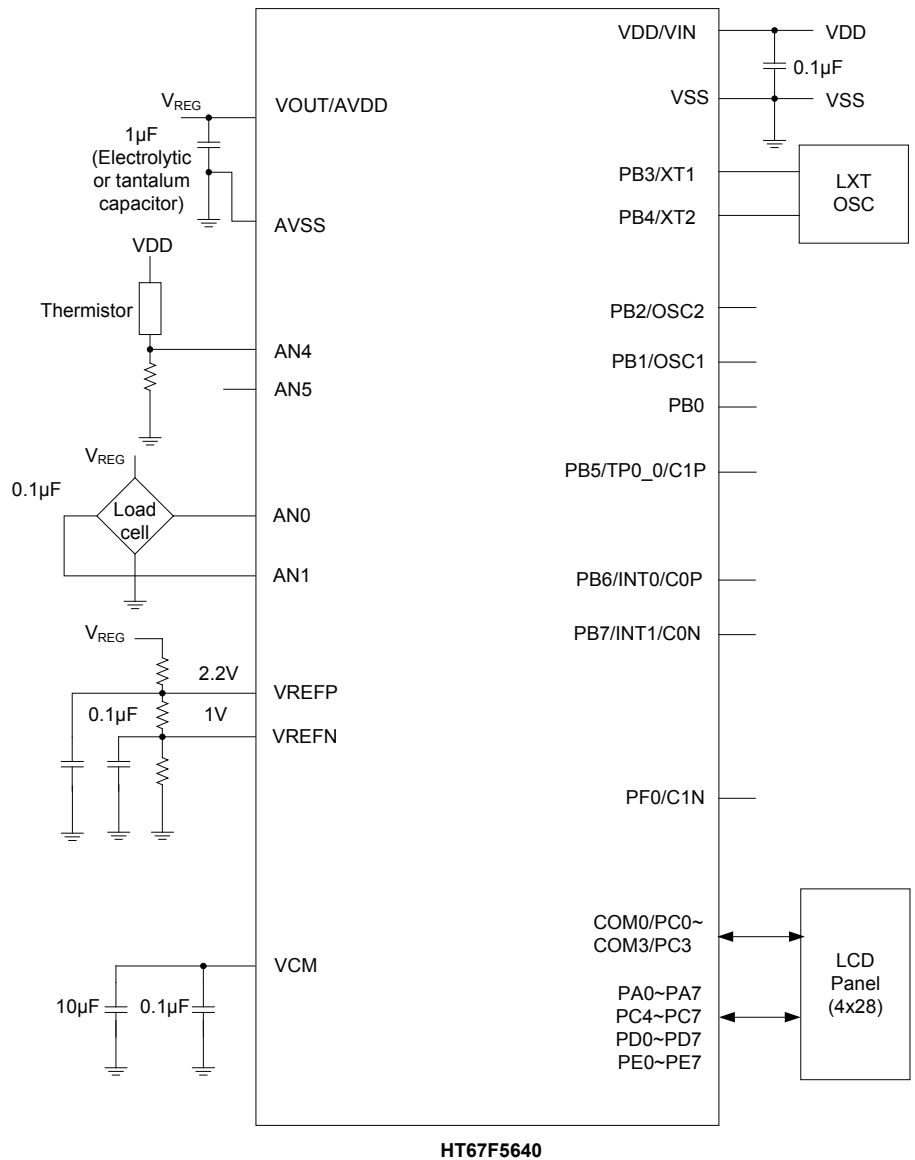 VDD/VIN
VDD
0.1µF
VSS
VSS
VREG
VOUT/AVDD
1µF
(Electrolytic
or tantalum
capacitor)
AVSS
PB3/XT1
PB4/XT2
LXT
OSC
VDD
Thermistor
AN4
AN5
PB2/OSC2
PB1/OSC1
PB0
VREG
0.1µF
Load
cell
AN0
AN1
PB5/TP0_0/C1P
PB6/INT0/C0P
PB7/INT1/C0N
VREG
2.2V
VREFP
0.1µF
1V
VREFN
PF0/C1N
VCM
10µF
0.1µF
COM0/PC0~
COM3/PC3
PA0~PA7
PC4~PC7
PD0~PD7
PE0~PE7
LCD
Panel
(4x28)
HT67F5640